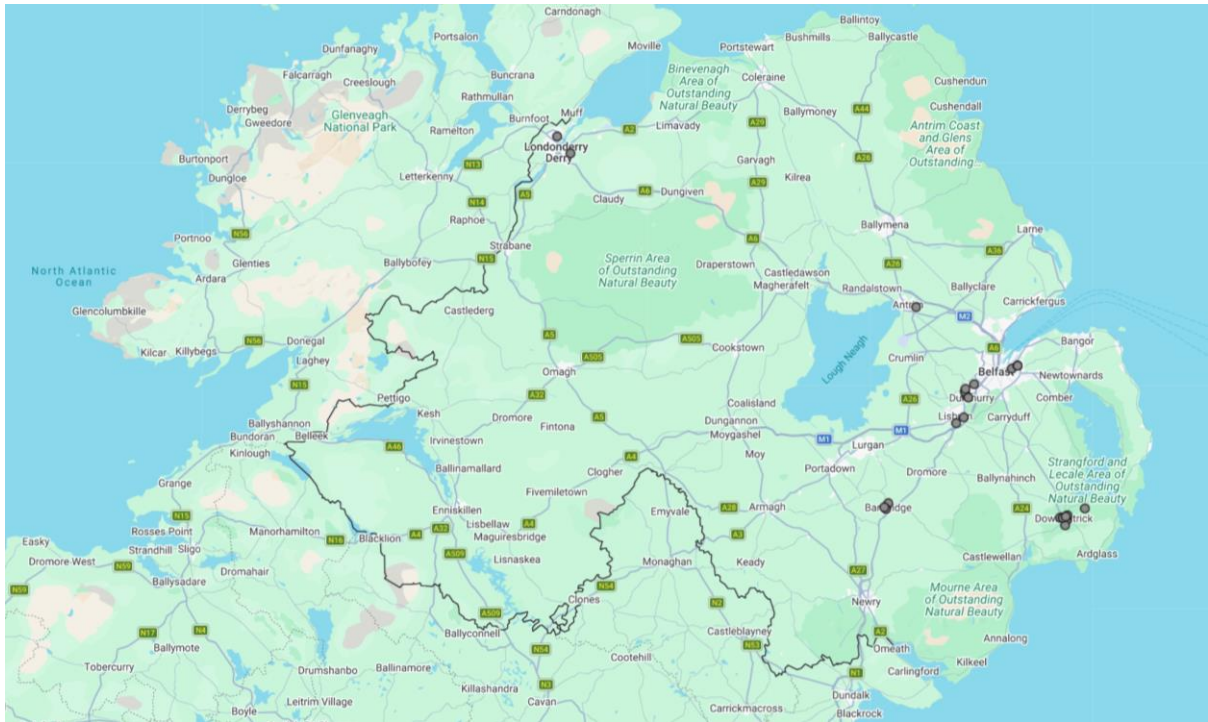 Carndonagh
Ballintoy
Portsalon
Dunfanaghy
Moville
Portstewart
Bushmills
Ballycastle
Falcarragh
Creeslough
Buncrana
Binevenagh
Area of
Outstanding
Natural Beauty
Coleraine
Cushendun
Derrybeg
Gweedore
Rathmullan
Glenveagh
National Park
Ramelton
Burnfoot
Muff
A2
Limavady
A29
Ballymoney
A44
Cushendall
Antrim Coast
and Glens
Area of
Outstanding
Burtonport
Dungloe
Londonderry
Derry
N13
Letterkenny
A26
Garvagh
Kilrea
A29
N14
A5
Claudy
A6
Dungiven
Raphoe
Portnoo
N56
Ballymena
Larne
Strabane
A6
A36
North Atlantic
Ocean
Ardara
Glenties
Ballybofey
N15
Sperrin Area
of Outstanding
Natural Beauty
Draperstown
Castledawson
Magherafelt
A26
Randalstown
Ballyclare
Carrickfergus
Glencolumbkille
Castlederg
M2
Kilcar
Killybegs
N56
Donegal
Laghey
A5
A505
A505
Cookstown
Lough Neagh
Crumlin
A6
Bangor
Belfast
Newtownards
Omagh
N15
Pettigo
Kesh
A32
Dromore
Fintona
A5
Coalisland
Dungannon
Moygashel
A26
Comber
Carryduff
Ballyshannon
Bundoran
Belleek
Kinlough
A46
Irvinestown
Ballinamallard
A4
Clogher
Moy
M1
Lurgan
M1
Portadown
Dromore
Ballynahinch
Strangford and
Lecale Area of
Outstanding
Natural Beauty
Grange
Fivemiletown
N15
Rosses Point
Manorhamilton
Enniskillen
Lisbellaw
Maguiresbridge
A4
Emyvale
A28
Armagh
A24
Easky
Dromore West
N59
Strandhill
Sligo
N16
Blacklion
A4
A32
A509
Lisnaskea
Monaghan
A3
Keady
Castlewellan
Ardglass
N59
Ballysadare
Dromahair
A27
Mourne Area
of Outstanding
Natural Beauty
N54
Clones
N2
Newry
A509
N17
N4
Ballymote
Ballyconnell
N54
Castleblayney
N53
A2
Omeath
Annalong
Tobercurry
Drumshanbo
Ballinamore
Cootehill
Carlingford
Kilkeel
N1
Killashandra
N3
Dundalk
Leitrim Village
Boyle
Cavan
Carrickmacross
Blackrock